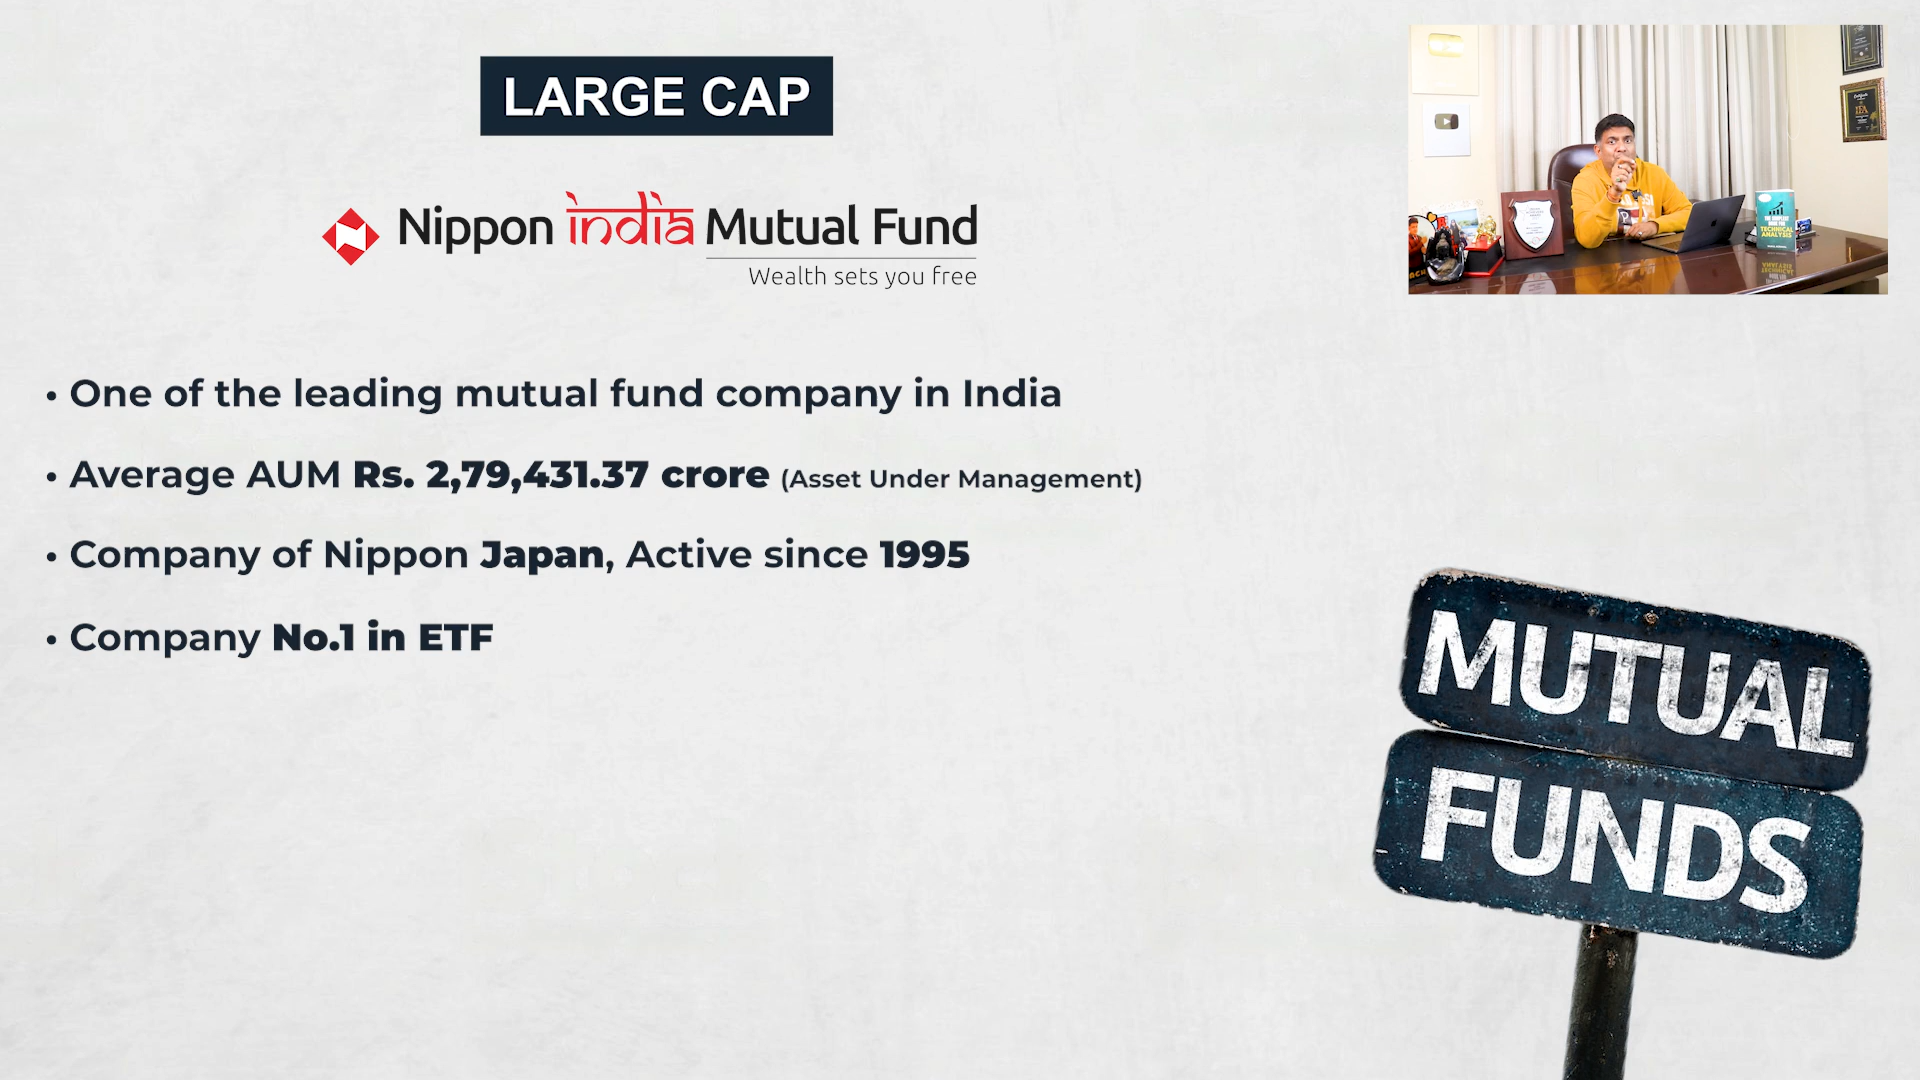 LARGE CAP
Nippon india Mutual Fund
Wealth sets you free
• One of the leading mutual fund company in India
• Average AUM Rs. 2,79,431.37 crore (Asset Under Management)
• Company of Nippon Japan, Active since 1995
• Company No.1 in ETF
MUTUAL
FUNDS
TECHNICAL
ANALYSIS